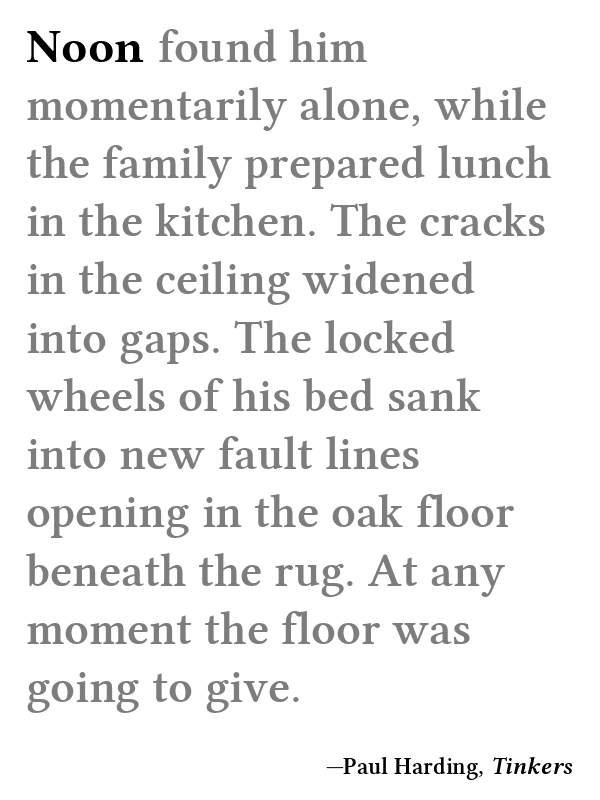 Noon found him
momentarily alone, while
the family prepared lunch
in the kitchen. The cracks
in the ceiling widened
into gaps. The locked
wheels of his bed sank
into new fault lines
opening in the oak floor
beneath the rug. At any
moment the floor was
going to give.
—Paul Harding, Tinkers